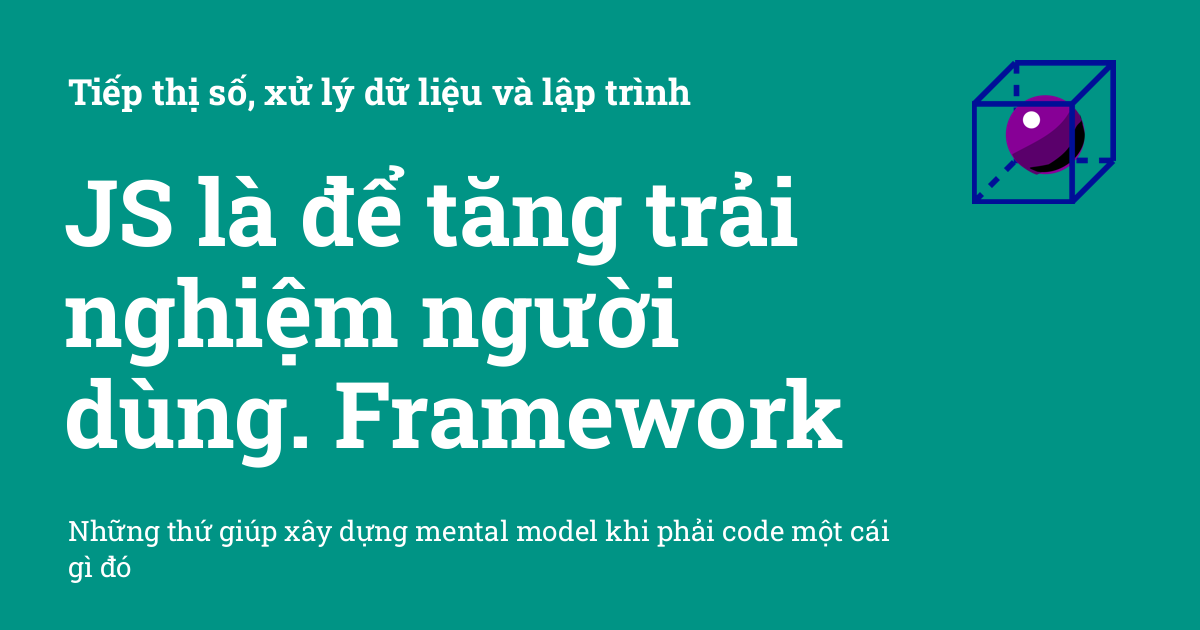 Tiếp thị số, xử lý dữ liệu và lập trình
JS là để tăng trải
nghiệm người
dùng. Framework
Những thứ giúp xây dựng mental model khi phải code một cái
gì đó